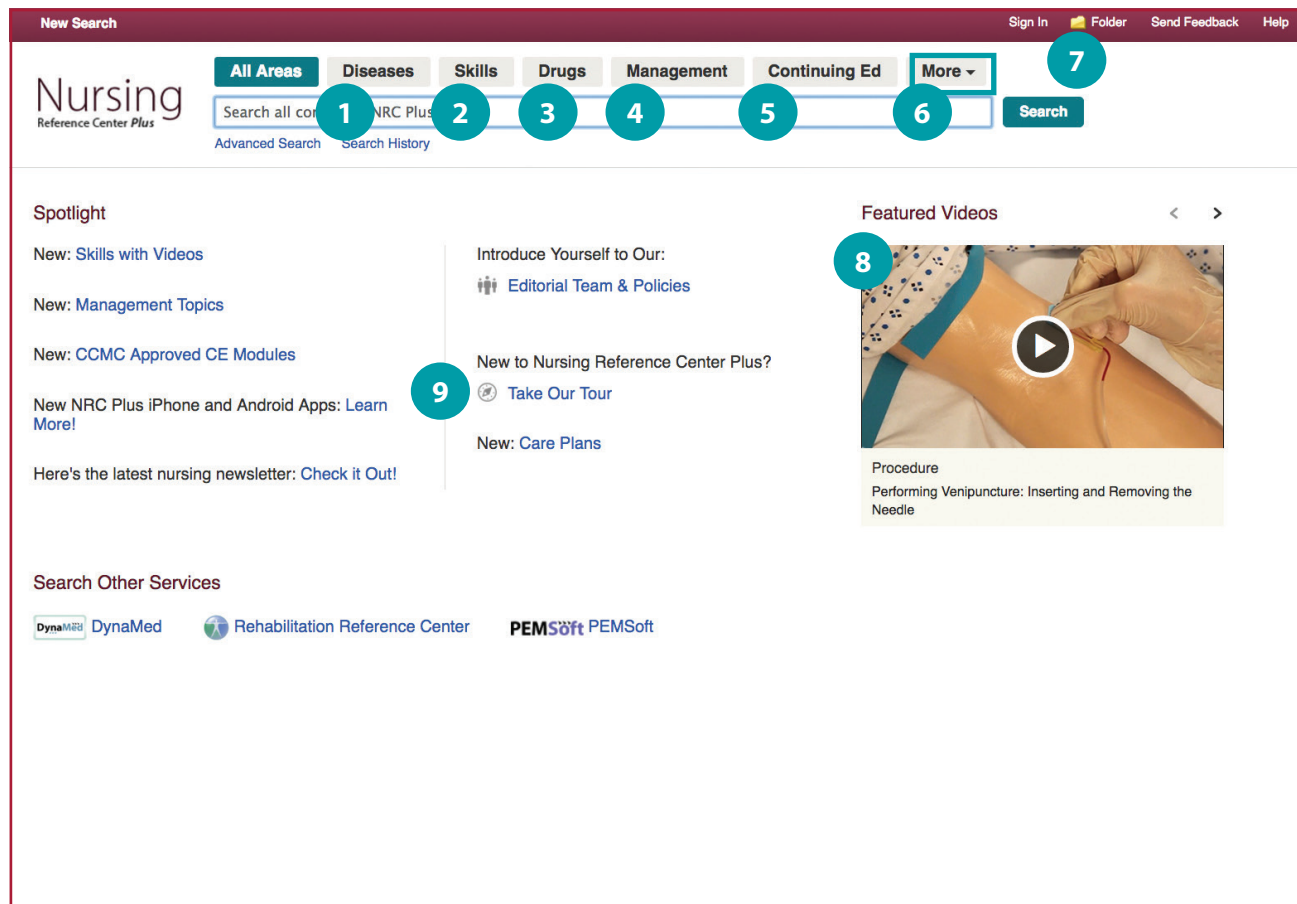 New Search
Sign In Folder Send Feedback Help
7
Nursing
Reference Center Plus
All Areas Diseases Skills Drugs Management Continuing Ed More
Search all con 1 NRC Plus 2 3 4 5 6 Search
Advanced Search Search History
Spotlight
New: Skills with Videos
New: Management Topics
New: CCMC Approved CE Modules
New NRC Plus iPhone and Android Apps: Learn
More!
Here's the latest nursing newsletter: Check it Out!
Introduce Yourself to Our:
Editorial Team & Policies
New to Nursing Reference Center Plus?
9 Take Our Tour
New: Care Plans
Featured Videos
8
Procedure
Performing Venipuncture: Inserting and Removing the
Needle
Search Other Services
DynaMed DynaMed Rehabilitation Reference Center PEMSoft PEMSoft